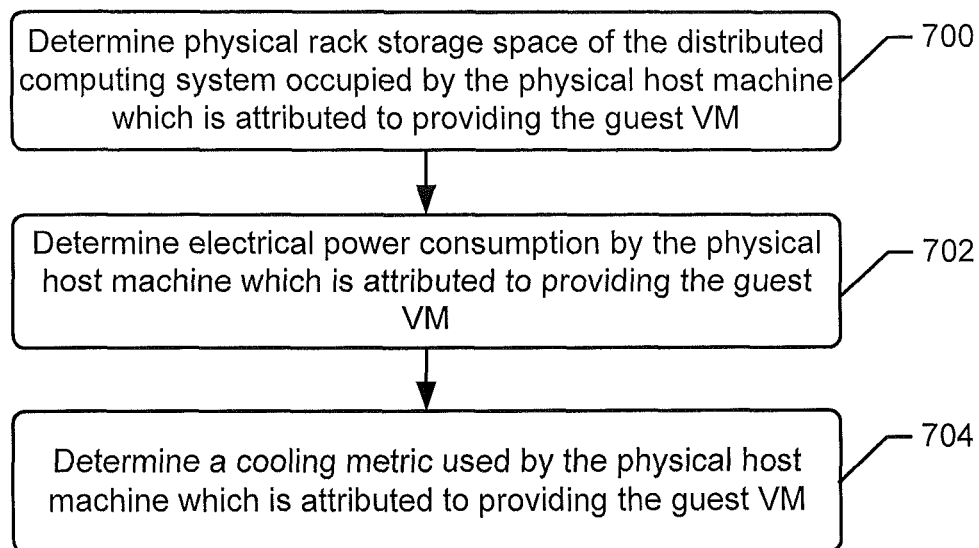 Determine physical rack storage space of the distributed
computing system occupied by the physical host machine
which is attributed to providing the guest VM
700
Determine electrical power consumption by the physical
host machine which is attributed to providing the guest
VM
702
Determine a cooling metric used by the physical host
machine which is attributed to providing the guest VM
704